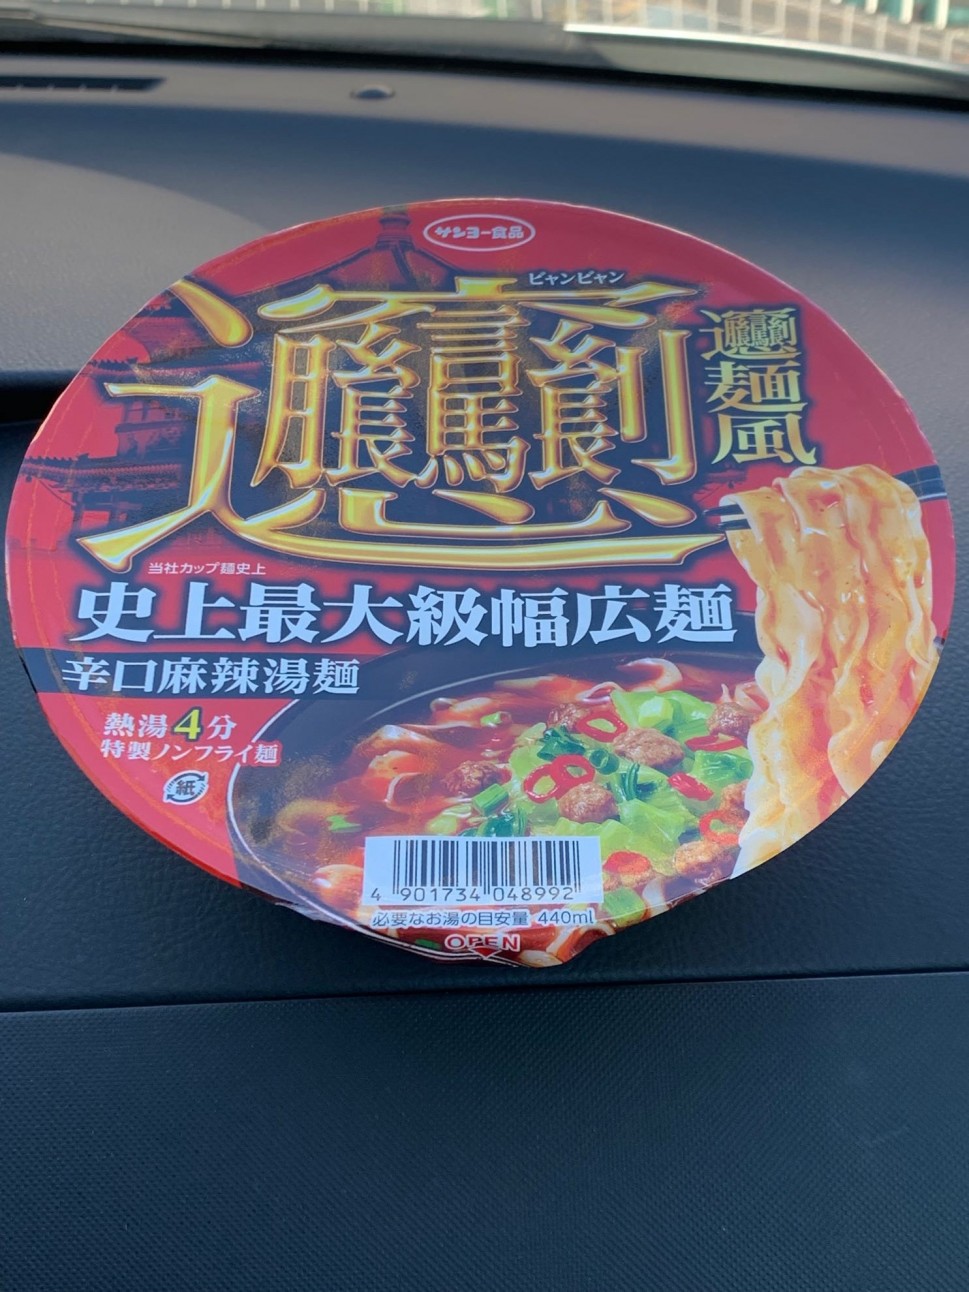 サンヨー食品
ビャンビャン
𰻞
𰻞麺風
当社カップ麺史上
史上最大級幅広麺
辛口麻辣湯麺
熱湯4分
特製ノンフライ麺
紙
4 901734 048992
必要なお湯の目安量 440ml
OPEN